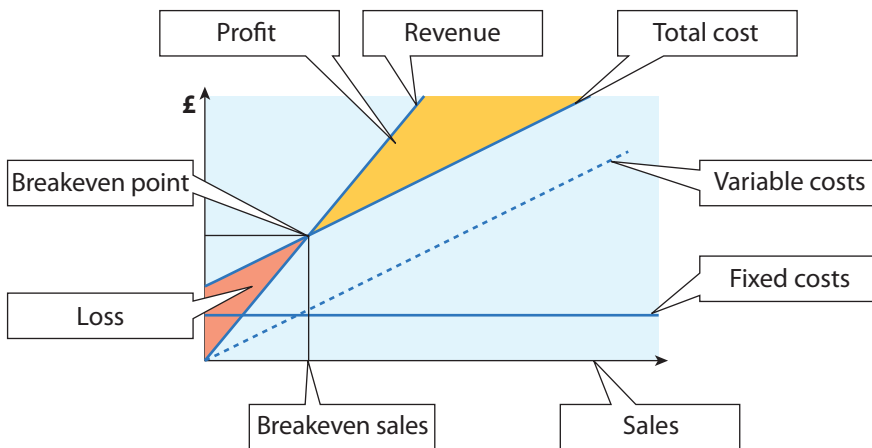 Profit
Revenue
Total cost
£
Breakeven point
Variable costs
Fixed costs
Loss
Breakeven sales
Sales